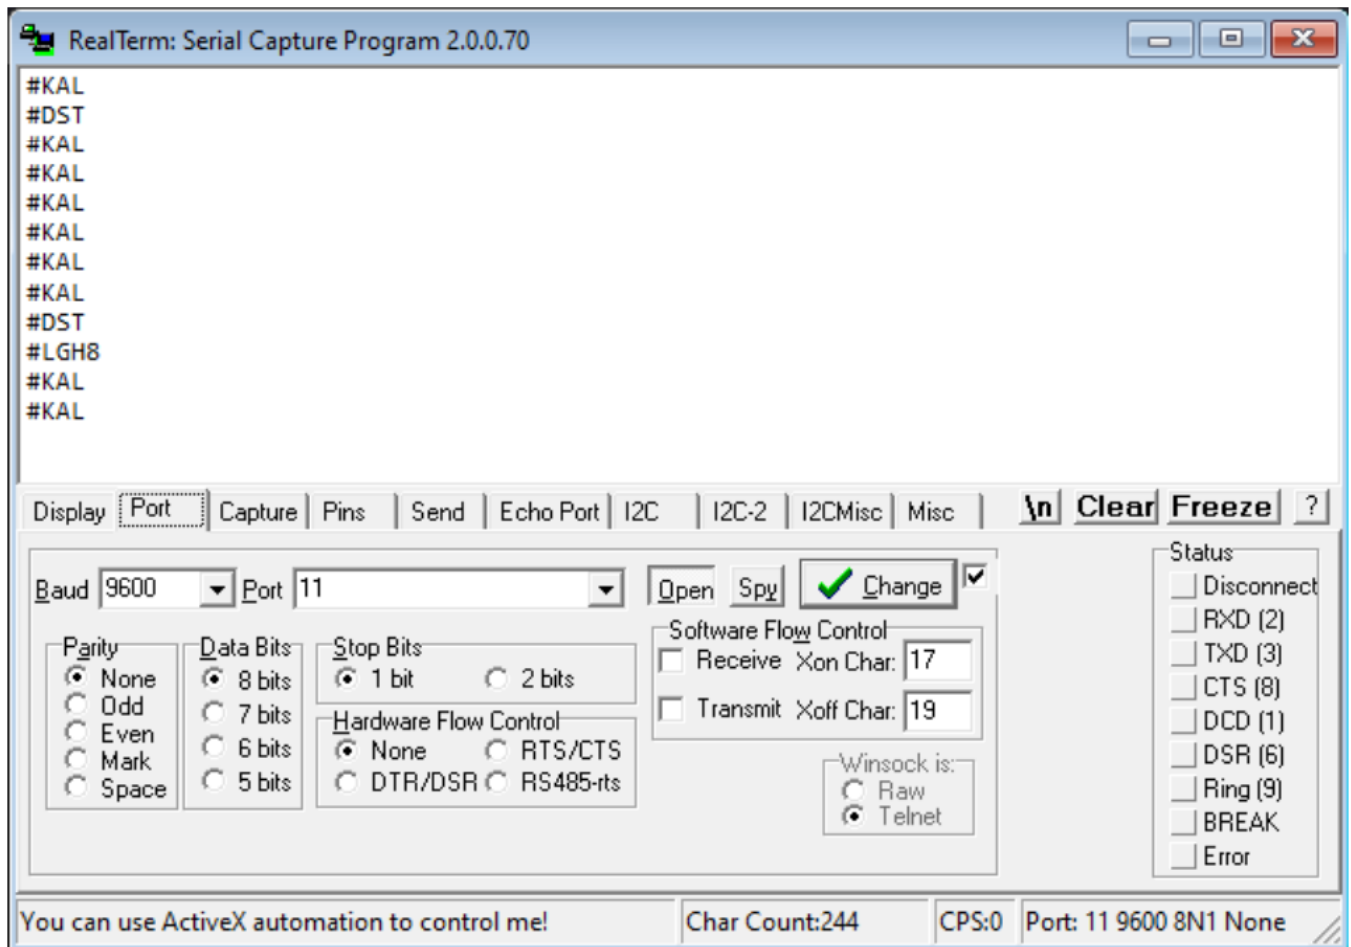 RealTerm: Serial Capture Program 2.0.0.70
#KAL
#DST
#KAL
#KAL
#KAL
#KAL
#KAL
#KAL
#DST
#LGH8
#KAL
#KAL
Display Port Capture Pins Send Echo Port I2C I2C-2 I2CMisc Misc \n Clear Freeze ?
Baud 9600 Port 11 Open Spy Change
Parity
None
Odd
Even
Mark
Space
Data Bits
8 bits
7 bits
6 bits
5 bits
Stop Bits
1 bit 2 bits
Hardware Flow Control
None RTS/CTS
DTR/DSR RS485-rts
Software Flow Control
Receive Xon Char: 17
Transmit Xoff Char: 19
Winsock is:
Raw
Telnet
Status
Disconnect
RXD (2)
TXD (3)
CTS (8)
DCD (1)
DSR (6)
Ring (9)
BREAK
Error
You can use ActiveX automation to control me! Char Count:244 CPS:0 Port: 11 9600 8N1 None